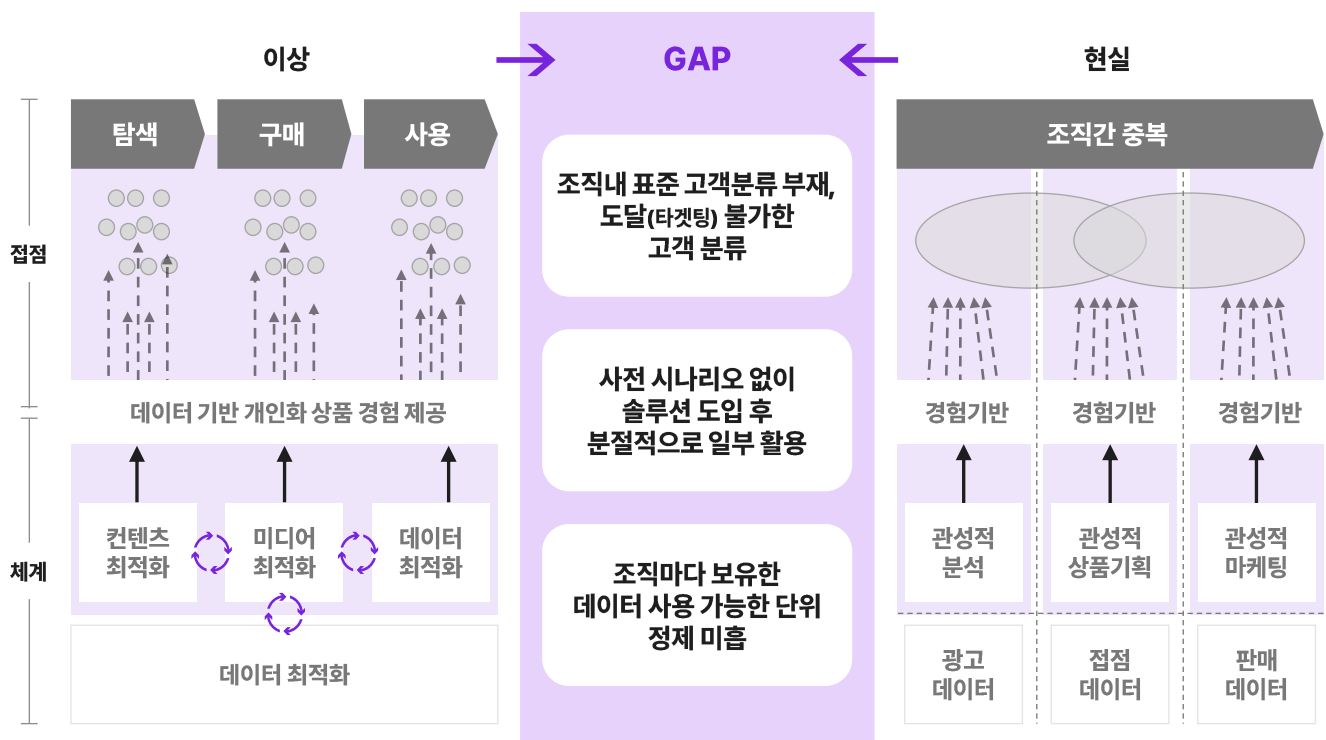 이상
GAP
현실
탐색
구매
사용
조직간 중복
접점
조직내 표준 고객분류 부재,
도달(타겟팅) 불가한
고객 분류
사전 시나리오 없이
솔루션 도입 후
분절적으로 일부 활용
데이터 기반 개인화 상품 경험 제공
경험기반
경험기반
경험기반
체계
컨텐츠
최적화
미디어
최적화
데이터
최적화
데이터 최적화
조직마다 보유한
데이터 사용 가능한 단위
정제 미흡
관성적
분석
관성적
상품기획
관성적
마케팅
광고
데이터
접점
데이터
판매
데이터